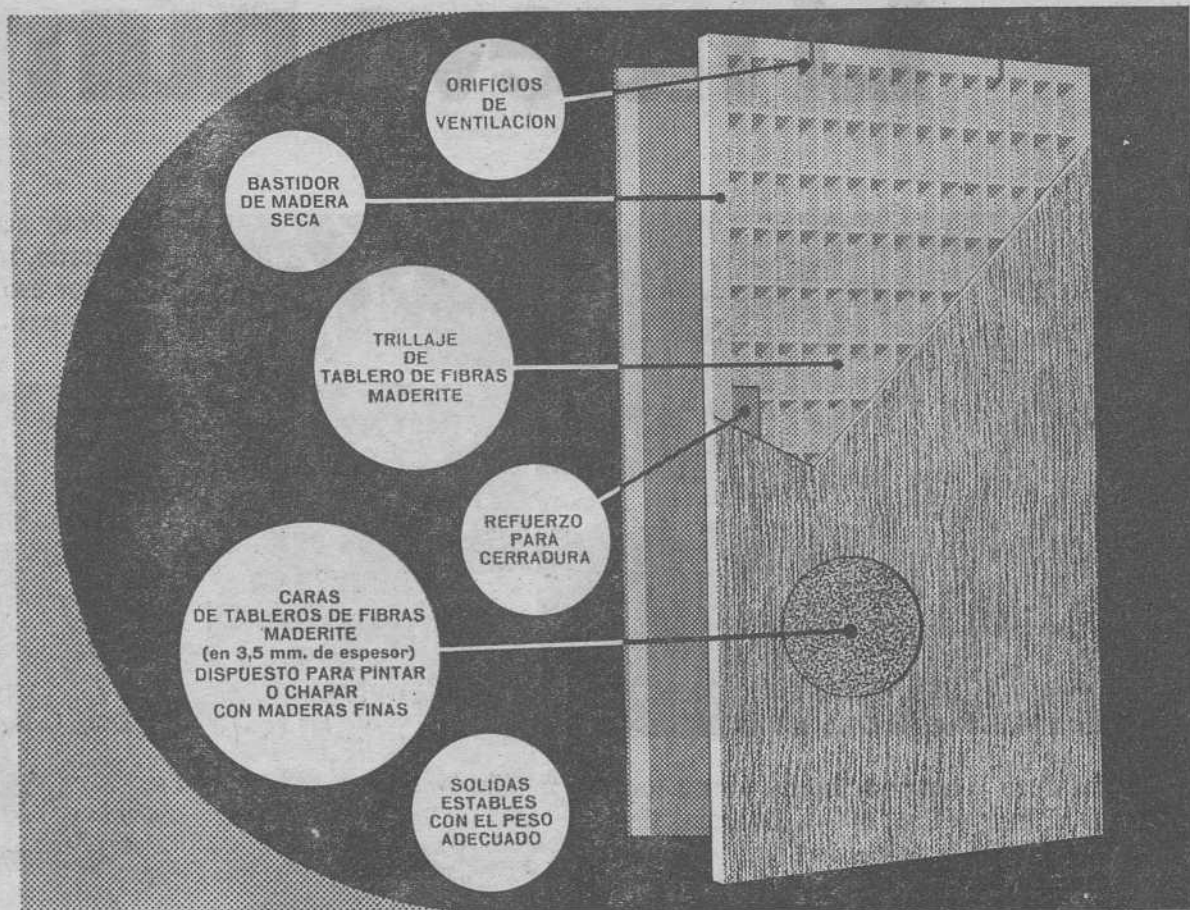 ORIFICIOS
DE
VENTILACION
BASTIDOR
DE MADERA
SECA
TRILLAJE
DE
TABLERO DE FIBRAS
MADERITE
REFUERZO
PARA
CERRADURA
CARAS
DE TABLEROS DE FIBRAS
MADERITE
(en 3,5 mm. de espesor)
DISPUESTO PARA PINTAR
O CHAPAR
CON MADERAS FINAS
SOLIDAS
ESTABLES
CON EL PESO
ADECUADO